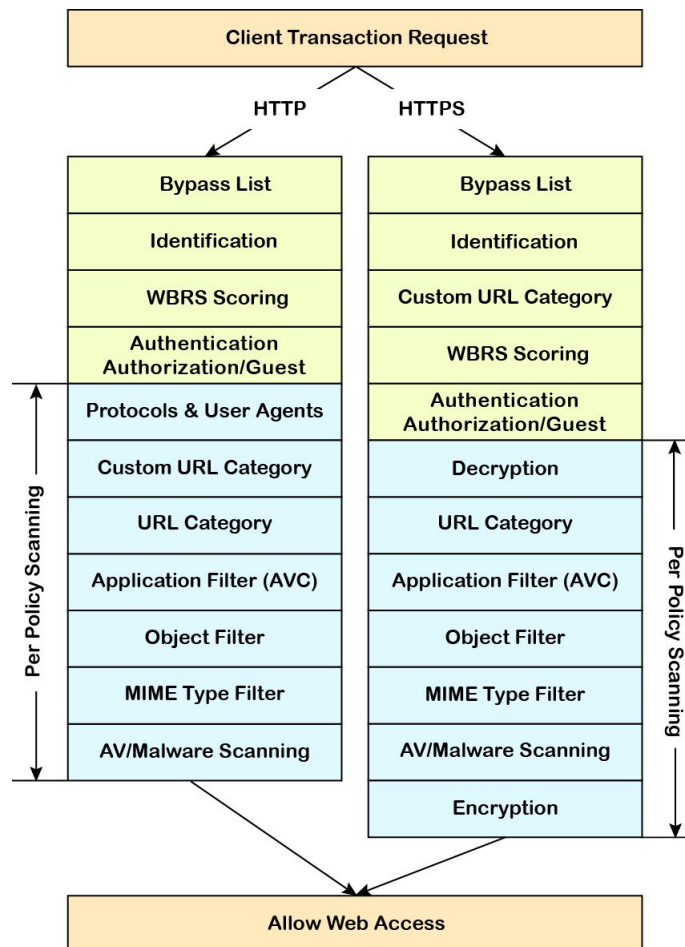 Client Transaction Request
HTTP
HTTPS
Bypass List
Identification
WBRS Scoring
Authentication
Authorization/Guest
Per Policy Scanning
Protocols & User Agents
Custom URL Category
URL Category
Application Filter (AVC)
Object Filter
MIME Type Filter
AV/Malware Scanning
Bypass List
Identification
Custom URL Category
WBRS Scoring
Authentication
Authorization/Guest
Decryption
URL Category
Application Filter (AVC)
Object Filter
MIME Type Filter
AV/Malware Scanning
Encryption
Per Policy Scanning
Allow Web Access